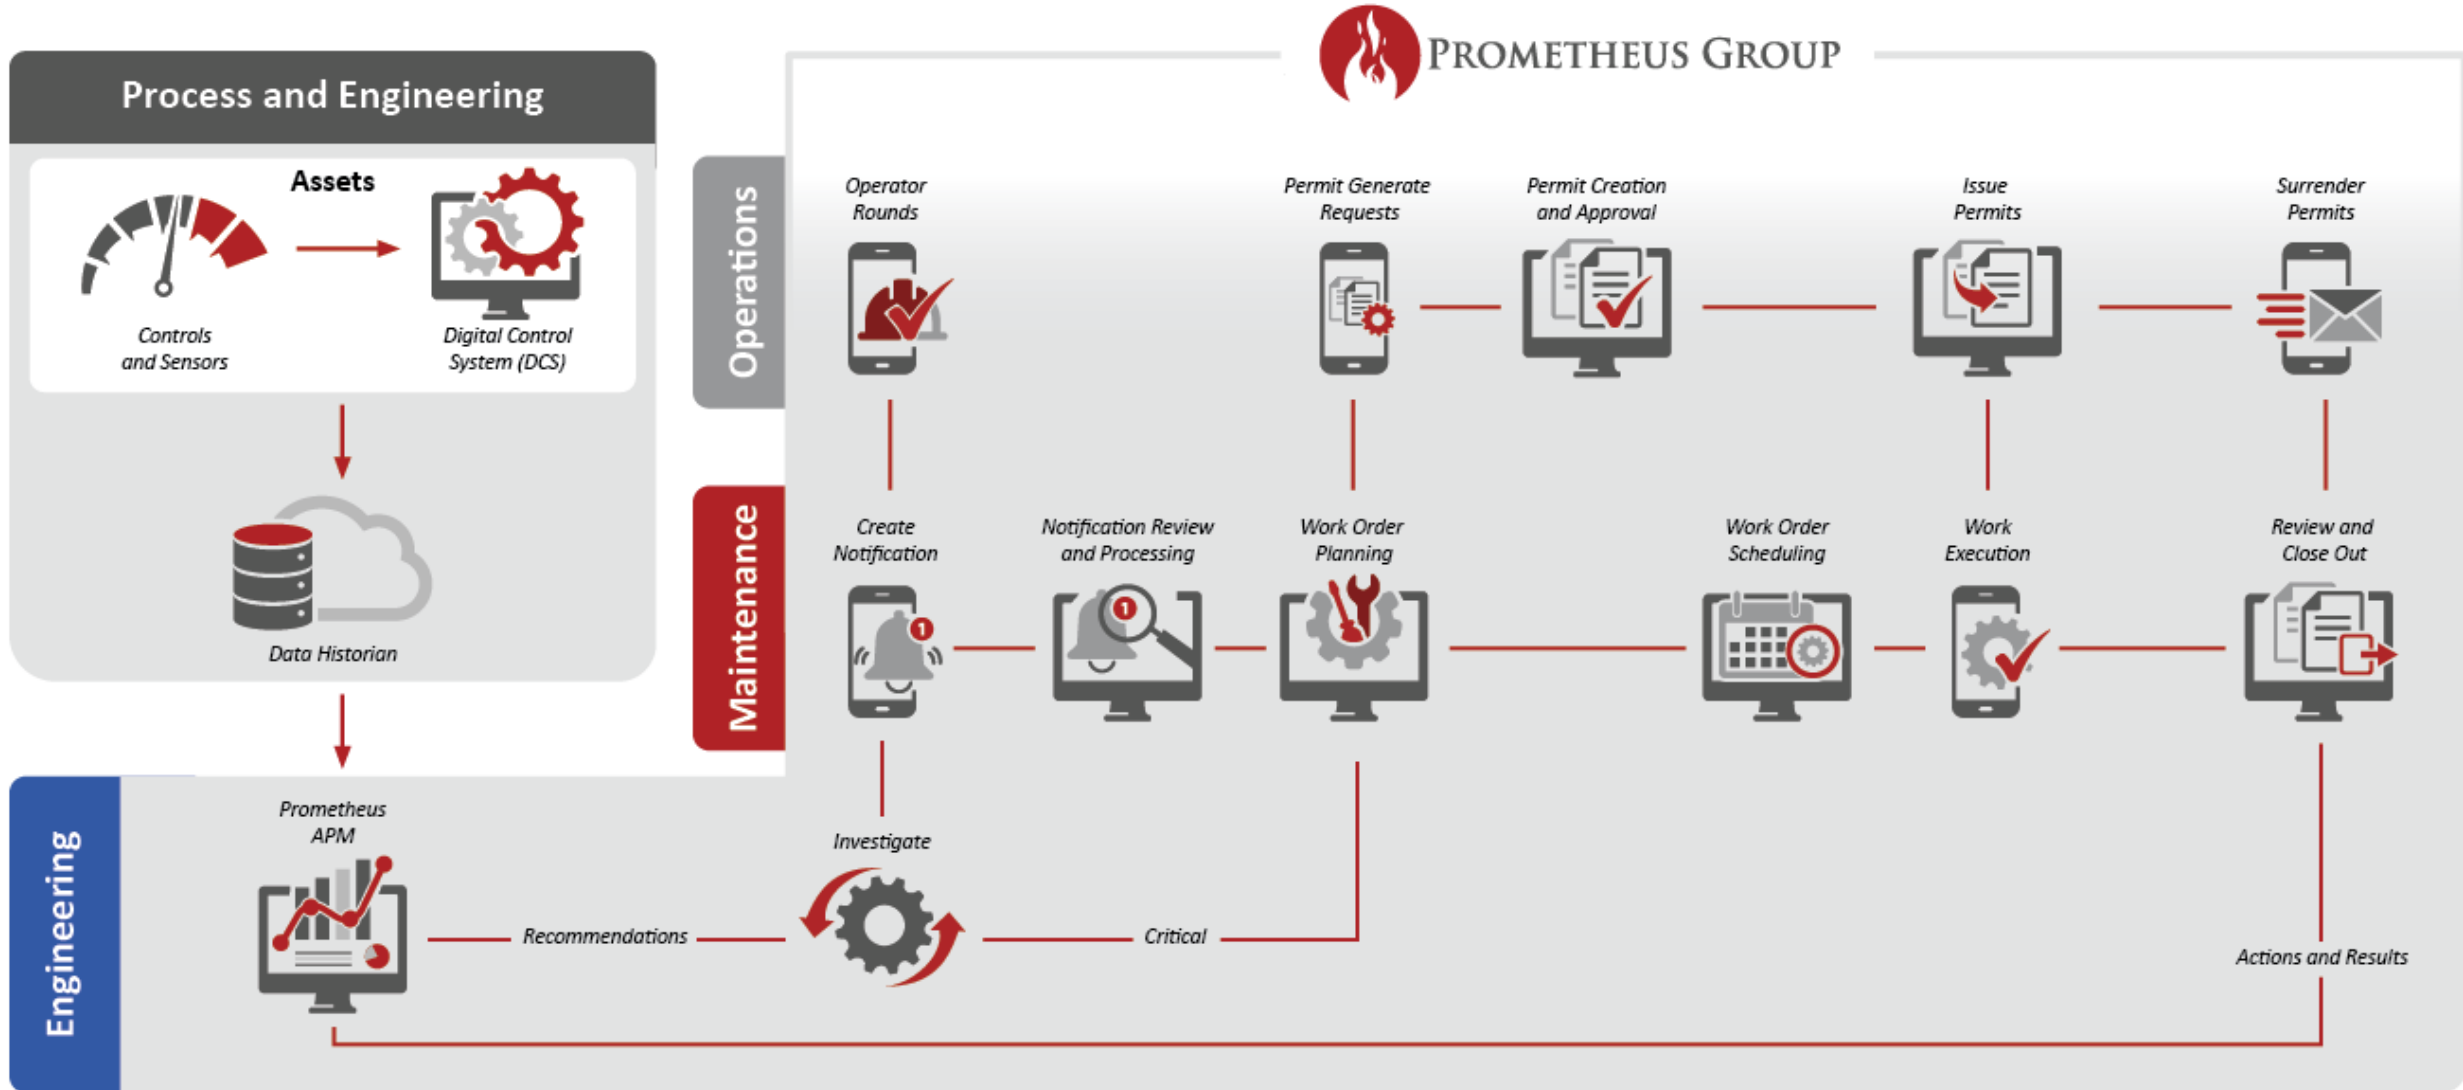 PROMETHEUS GROUP
Process and Engineering
Assets
Controls
and Sensors
Digital Control
System (DCS)
Data Historian
Operations
Operator
Rounds
Permit Generate
Requests
Permit Creation
and Approval
Issue
Permits
Surrender
Permits
Maintenance
Create
Notification
1
Notification Review
and Processing
1
Work Order
Planning
Work Order
Scheduling
Work
Execution
Review and
Close Out
Engineering
Prometheus
APM
Recommendations
Investigate
Critical
Actions and Results